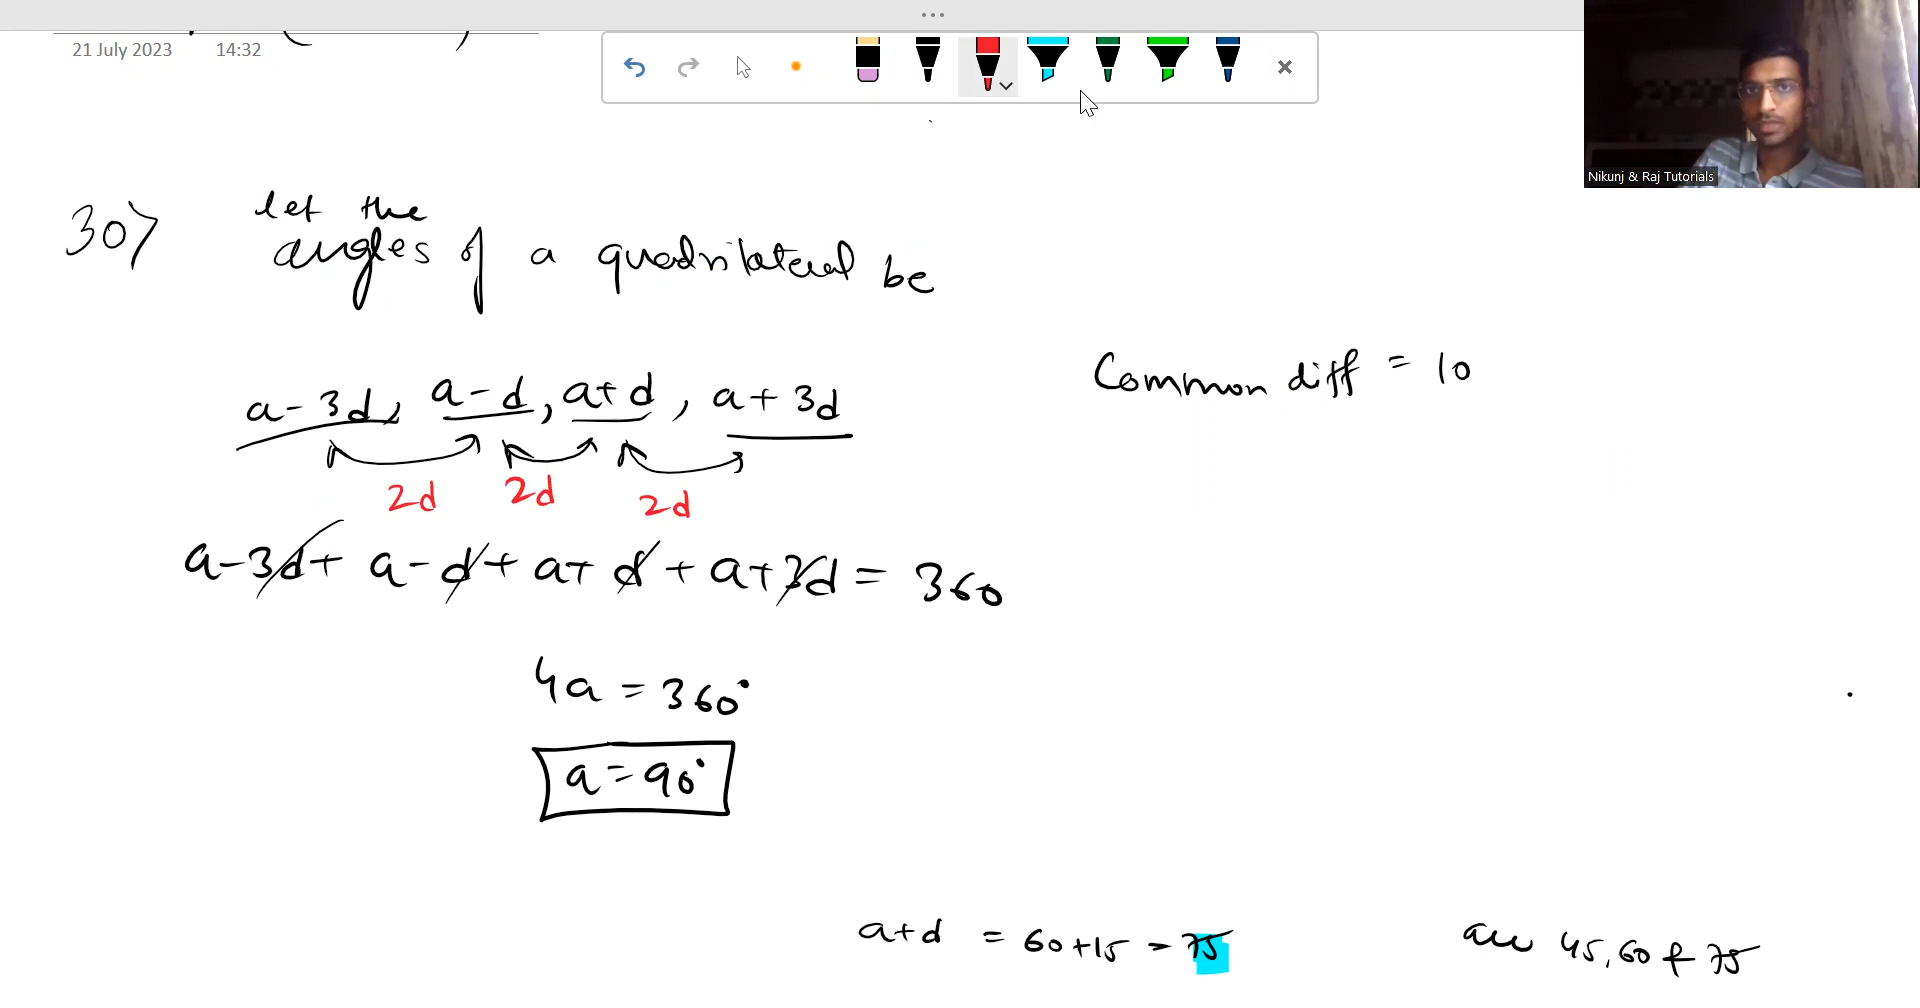 21 July 2023 14:32
Nikunj & Raj Tutorials
30) let the
angles of a quadrilateral be
a-3d, a-d, a+d, a+3d
2d 2d 2d
Common diff = 10
a-3d+ a-d+ a+d + a+3d = 360
4a = 360°
a = 90°
a+d = 60+15 = 75
are 45,60 & 75